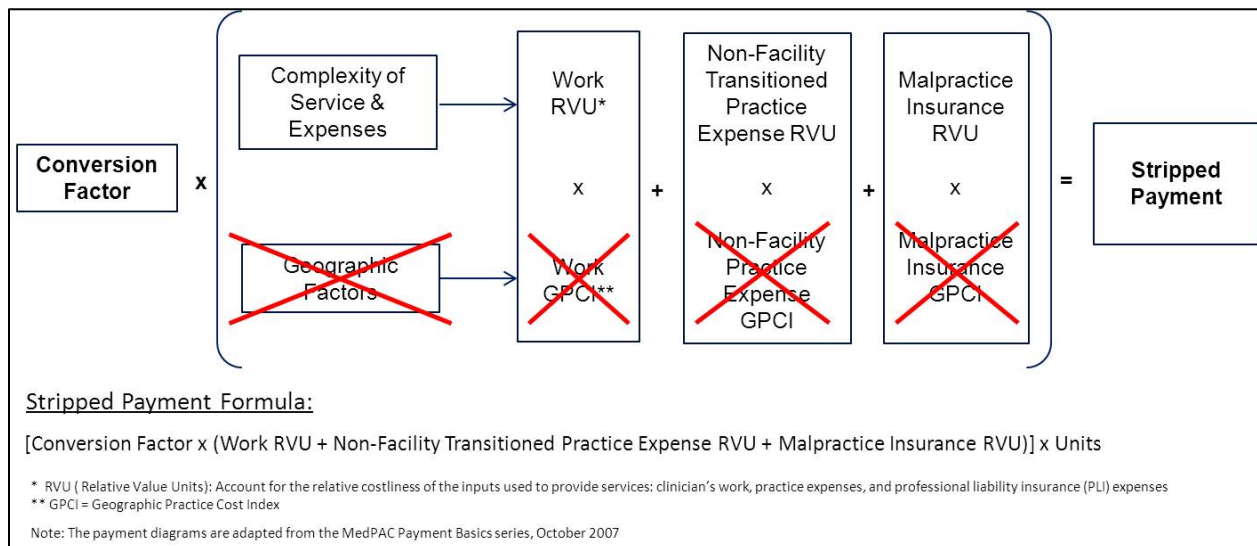 Complexity of
Service &
Expenses
Work
RVU*
Non-Facility
Transitioned
Practice
Expense RVU
Malpractice
Insurance
RVU
Conversion
Factor
x
x
+
x
+
x
=
Stripped
Payment
Geographic
Factors
Work
GPCI**
Non-Facility
Practice
Expense
GPCI
Malpractice
Insurance
GPCI
Stripped Payment Formula:
[Conversion Factor x (Work RVU + Non-Facility Transitioned Practice Expense RVU + Malpractice Insurance RVU)] x Units
* RVU ( Relative Value Units): Account for the relative costliness of the inputs used to provide services: clinician's work, practice expenses, and professional liability insurance (PLI) expenses
** GPCI = Geographic Practice Cost Index
Note: The payment diagrams are adapted from the MedPAC Payment Basics series, October 2007